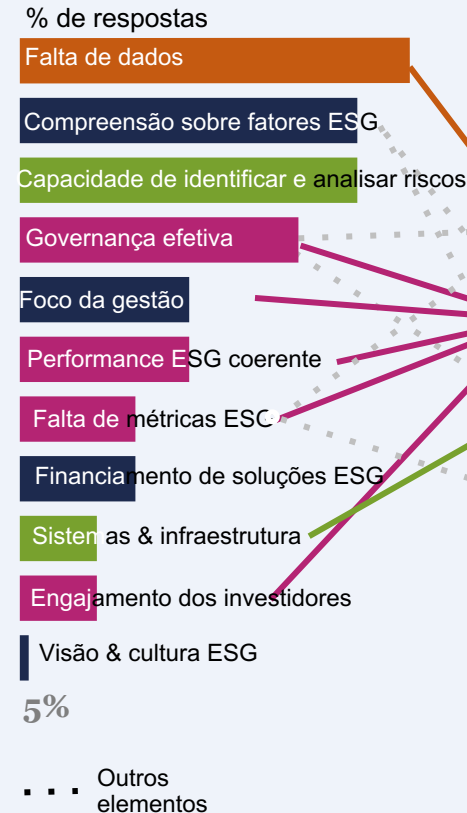 % de respostas
Falta de dados
Compreensão sobre fatores ESG
Capacidade de identificar e analisar riscos
Governança efetiva
Foco da gestão
Performance ESG coerente
Falta de métricas ESG
Financiamento de soluções ESG
Sistemas & infraestrutura
Engajamento dos investidores
Visão & cultura ESG
5%
Outros
elementos